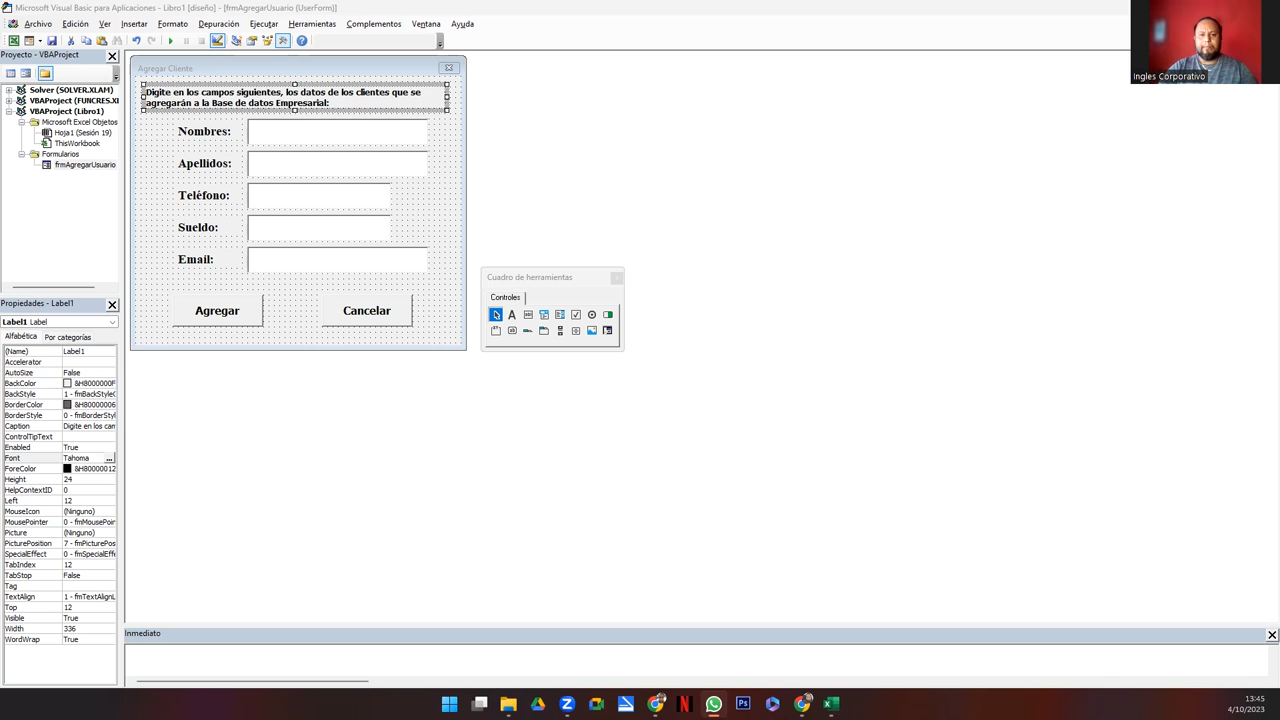 Microsoft Visual Basic para Aplicaciones - Libro1 [diseño] - [frmAgregarUsuario (UserForm)]
Archivo Edición Ver Insertar Formato Depuración Ejecutar Herramientas Complementos Ventana Ayuda
Ingles Corporativo
Proyecto - VBAProject
Solver (SOLVER.XLAM)
VBAProject (FUNCRES.XL
VBAProject (Libro1)
Microsoft Excel Objetos
Hoja1 (Sesión 19)
ThisWorkbook
Formularios
frmAgregarUsuario
Agregar Cliente
Digite en los campos siguientes, los datos de los clientes que se
agregarán a la Base de datos Empresarial:
Nombres:
Apellidos:
Teléfono:
Sueldo:
Email:
Agregar Cancelar
Cuadro de herramientas
Controles
Propiedades - Label1
Label1 Label
Alfabética Por categorías
(Name) Label1
Accelerator
AutoSize False
BackColor &H8000000F
BackStyle 1 - fmBackStyleO
BorderColor &H80000006
BorderStyle 0 - fmBorderSty
Caption Digite en los cam
ControlTipText
Enabled True
Font Tahoma ...
ForeColor &H80000012
Height 24
HelpContextID 0
Left 12
MouseIcon (Ninguno)
MousePointer 0 - fmMousePoin
Picture (Ninguno)
PicturePosition 7 - fmPicturePos
SpecialEffect 0 - fmSpecialEffe
TabIndex 12
TabStop False
Tag
TextAlign 1 - fmTextAlignL
Top 12
Visible True
Width 336
WordWrap True
Inmediato
13:45
4/10/2023